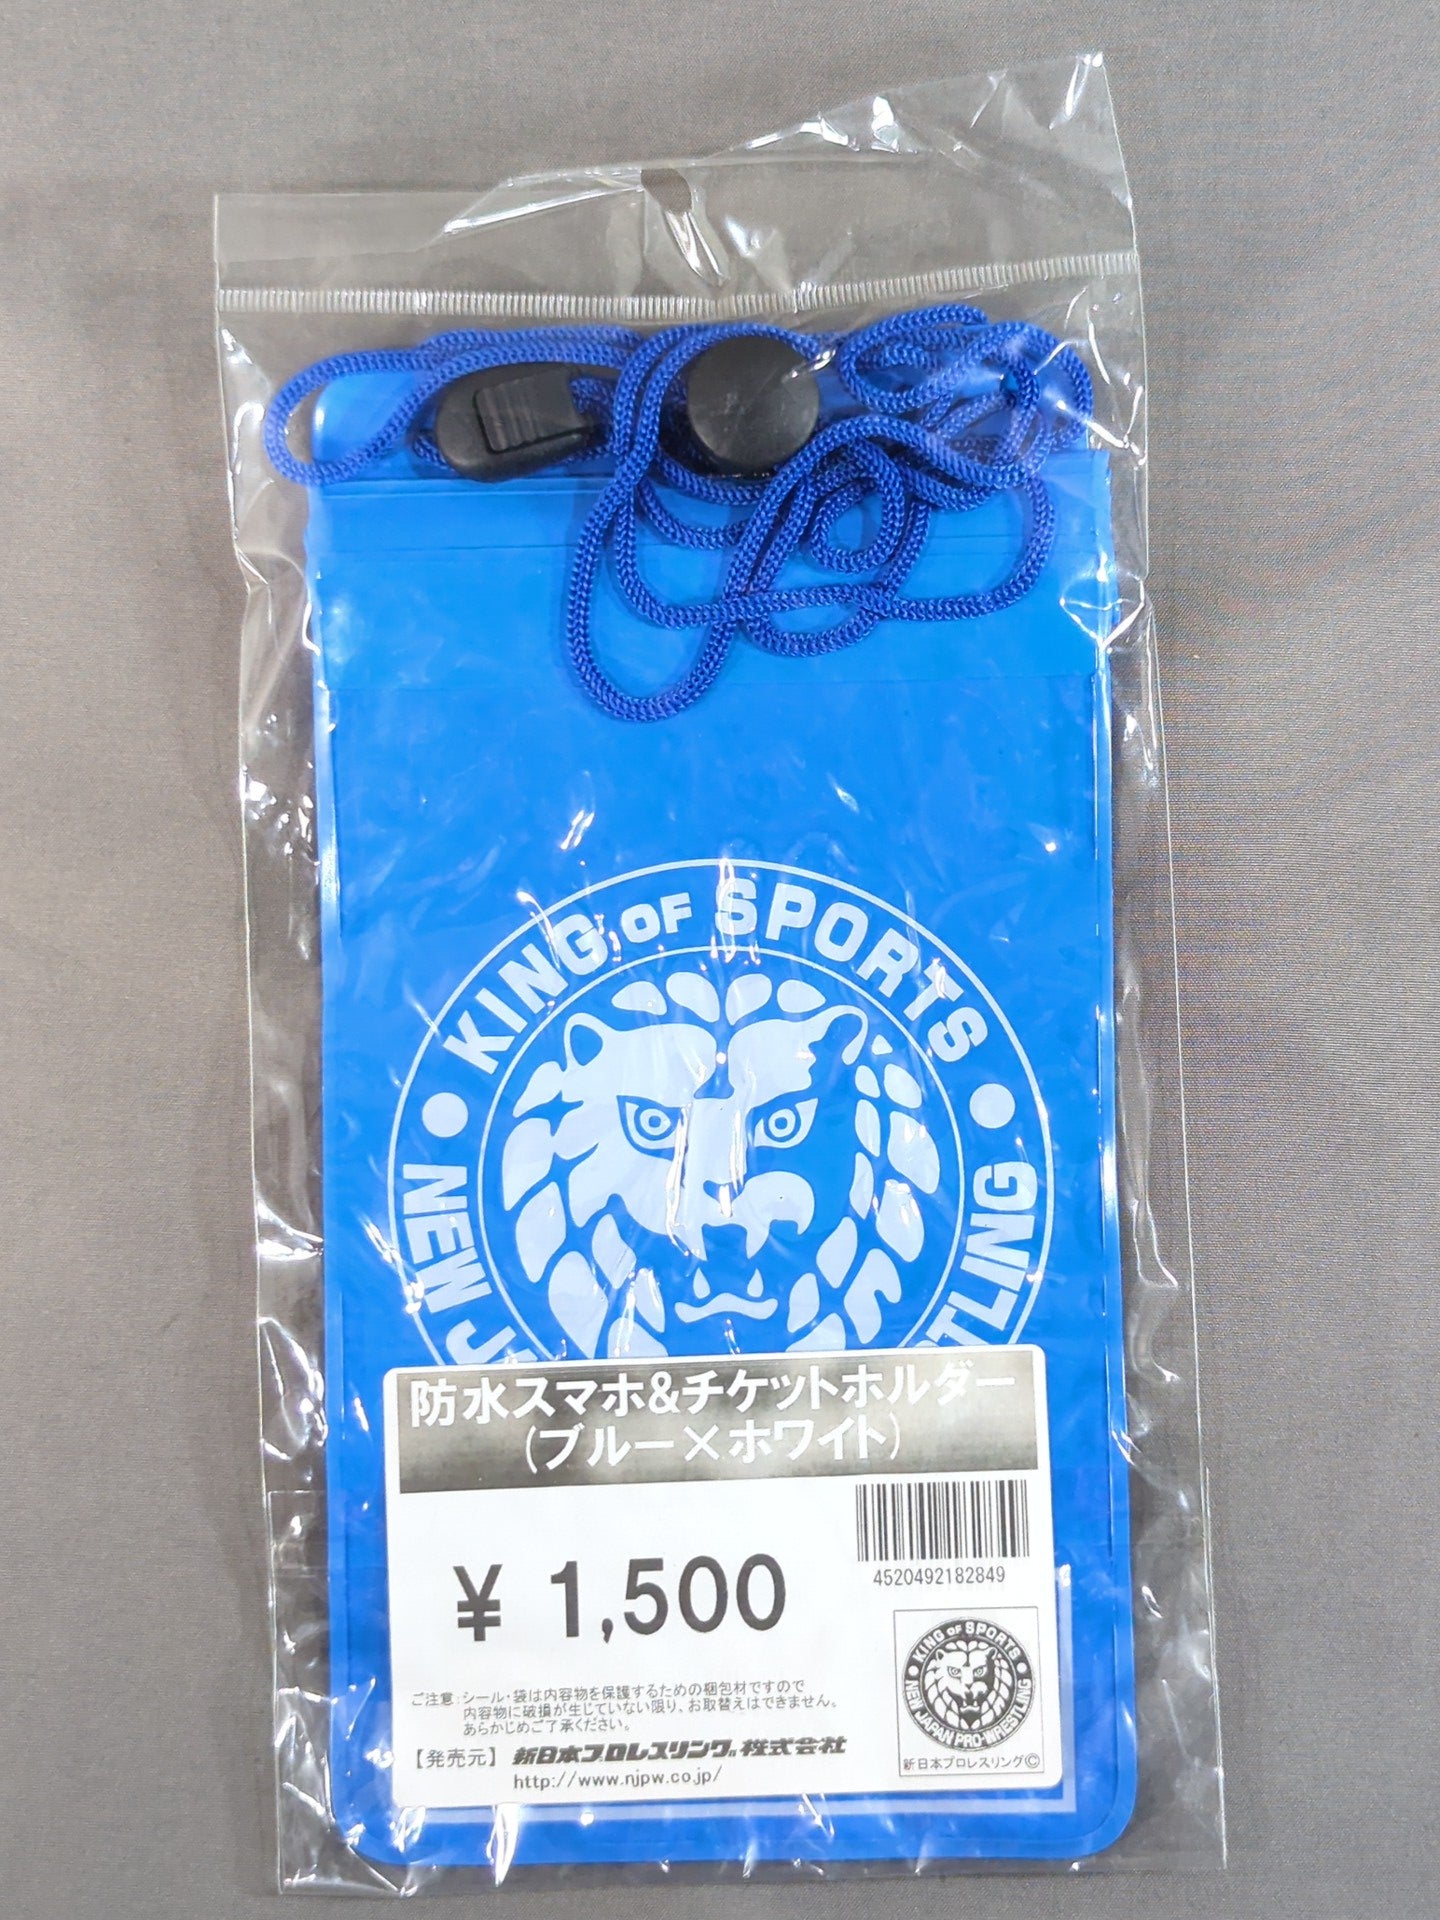 KING OF SPORTS
NEW
防水スマホ&チケットホルダー
(ブルー×ホワイト)
¥ 1,500
4520492182849
KING OF SPORTS
NEW JAPAN PRO-WRESTLING
新日本プロレスリング©
ご注意:シール・袋は内容物を保護するための梱包材ですので
内容物に破損が生じていない限り、お取替えはできません。
あらかじめご了承ください。
【発売元】 新日本プロレスリング株式会社
http://www.njpw.co.jp/